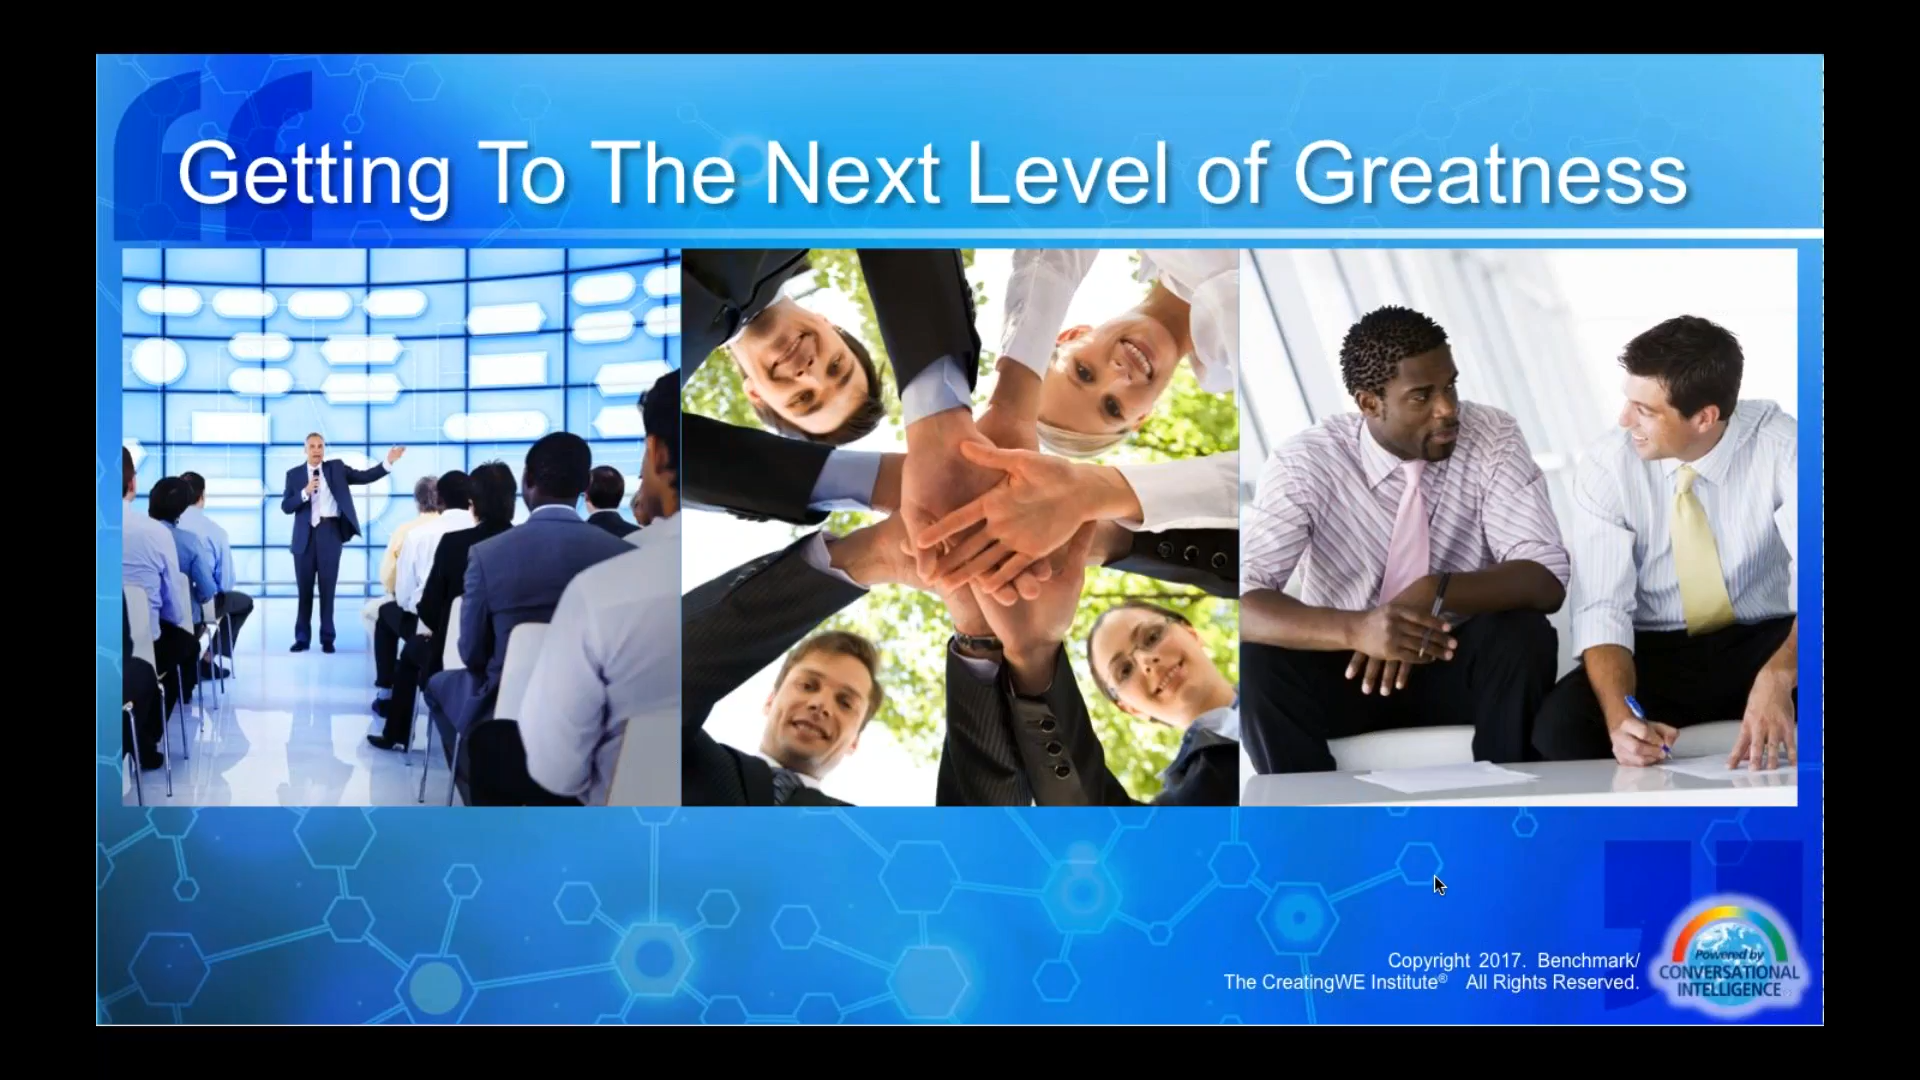 Getting To The Next Level of Greatness
Copyright 2017. Benchmark/
The CreatingWE Institute® All Rights Reserved.
Powered by
CONVERSATIONAL
INTELLIGENCE